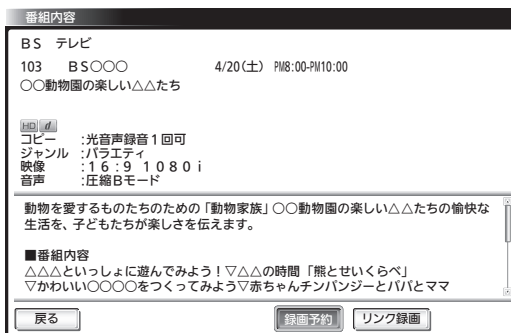 番組内容
BS テレビ
103 BS○○○ 4/20(土) PM8:00-PM10:00
○○動物園の楽しい△△たち
HD d
コピー :光音声録音1回可
ジャンル :バラエティ
映像 :16:9 1080i
音声 :圧縮Bモード
動物を愛するものたちのための「動物家族」○○動物園の楽しい△△たちの愉快な
生活を、子どもたちが楽しさを伝えます。
■番組内容
△△△といっしょに遊んでみよう!▽△△の時間「熊とせいくらべ」
▽かわいい○○○○をつくってみよう▽赤ちゃんチンパンジーとパパとママ
戻る 録画予約 リンク録画